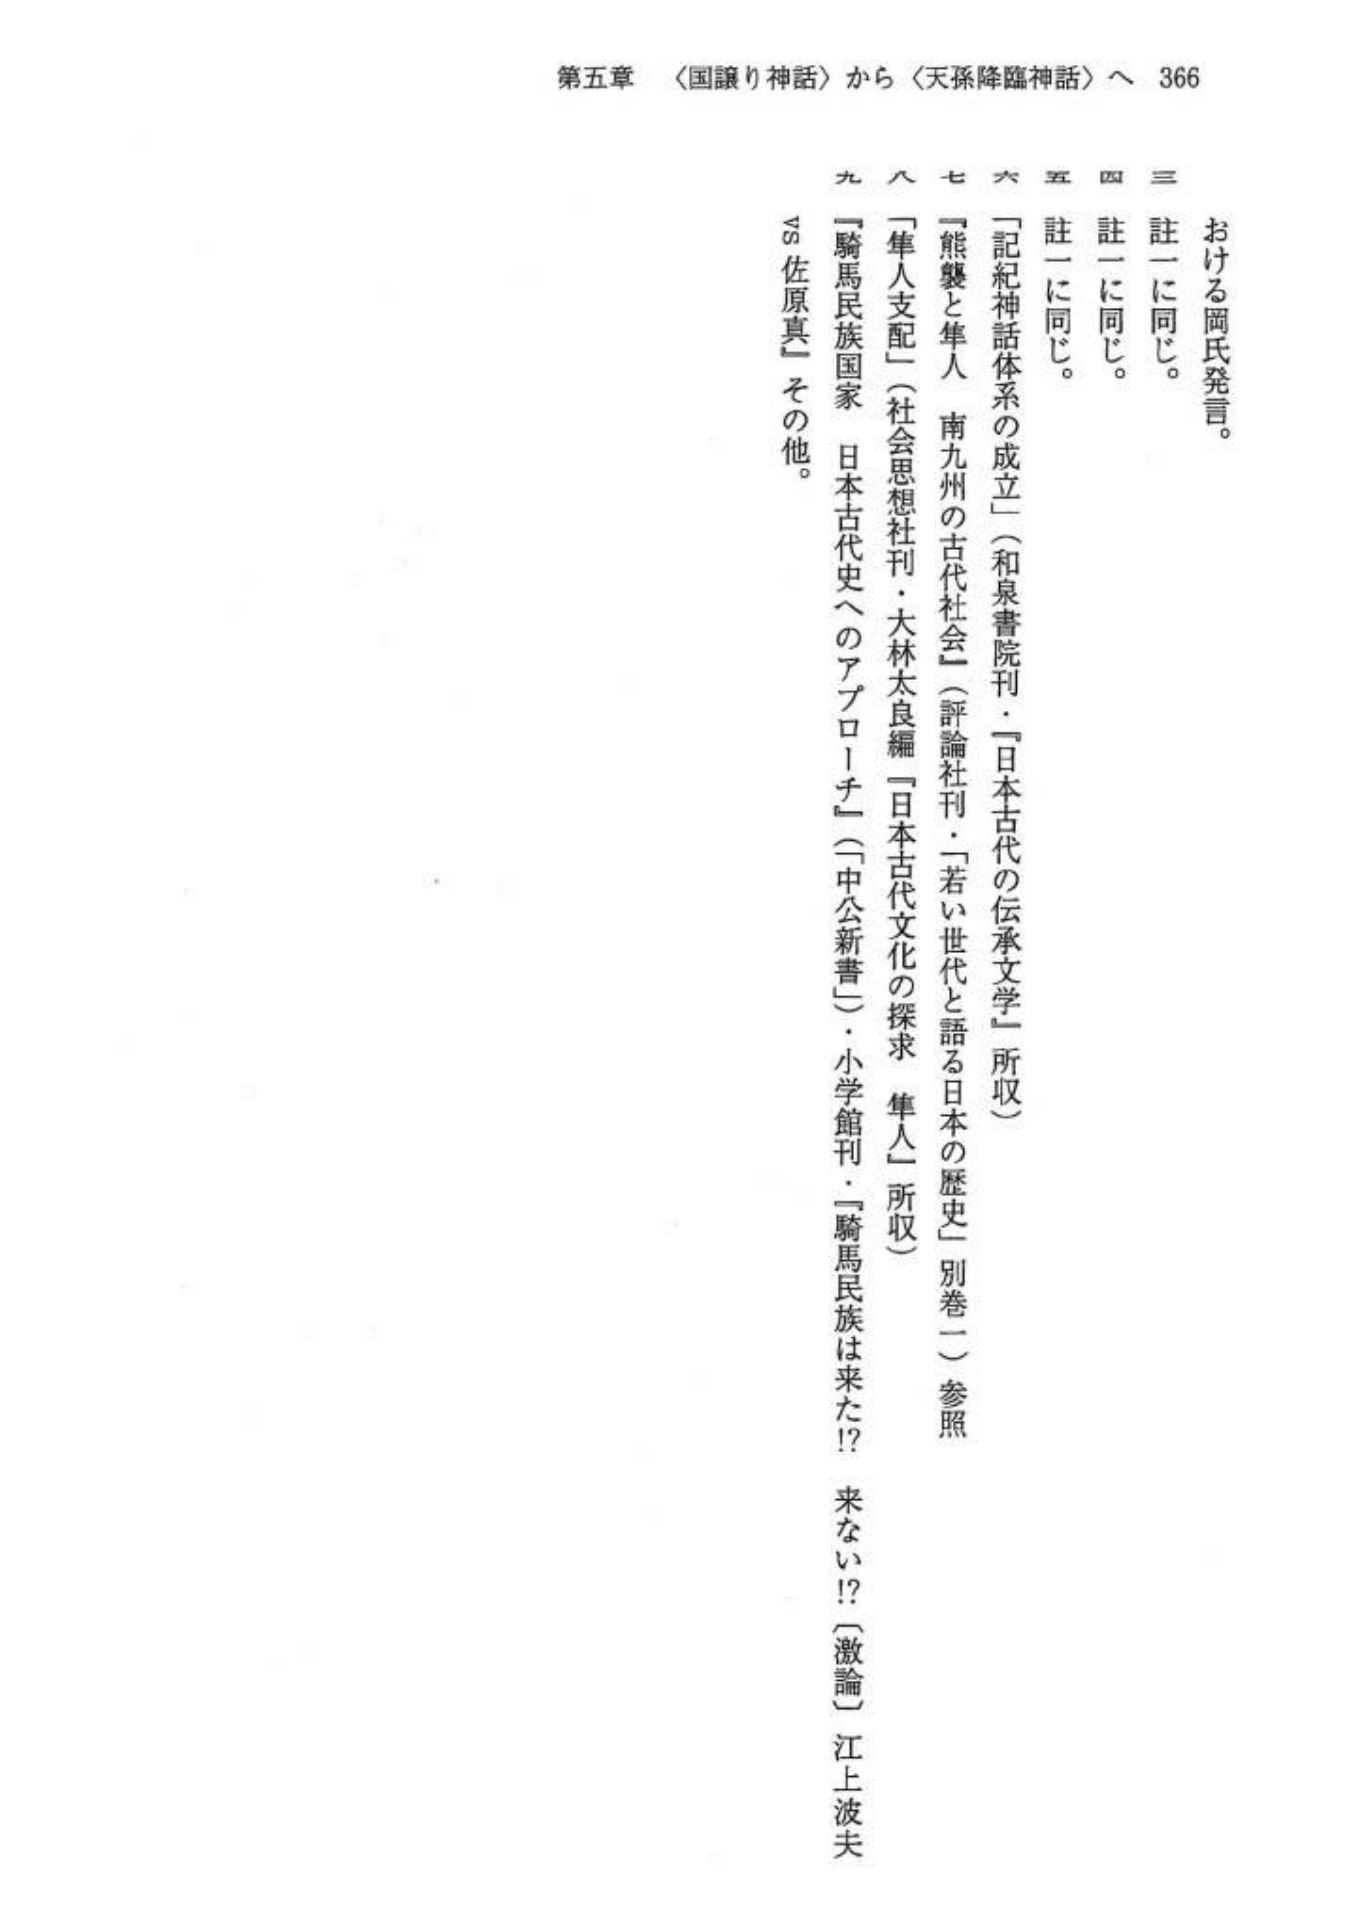 第五章　〈国譲り神話〉から〈天孫降臨神話〉へ　366
おける岡氏発言。
三　註一に同じ。
四　註一に同じ。
五　註一に同じ。
六　「記紀神話体系の成立」（和泉書院刊・『日本古代の伝承文学』所収）
七　『熊襲と隼人　南九州の古代社会』（評論社刊・「若い世代と語る日本の歴史」別巻一）参照
八　「隼人支配」（社会思想社刊・大林太良編『日本古代文化の探求　隼人』所収）
九　『騎馬民族国家　日本古代史へのアプローチ』（「中公新書」）・小学館刊・『騎馬民族は来た!?　来ない!?〔激論〕江上波夫
vs 佐原真』その他。